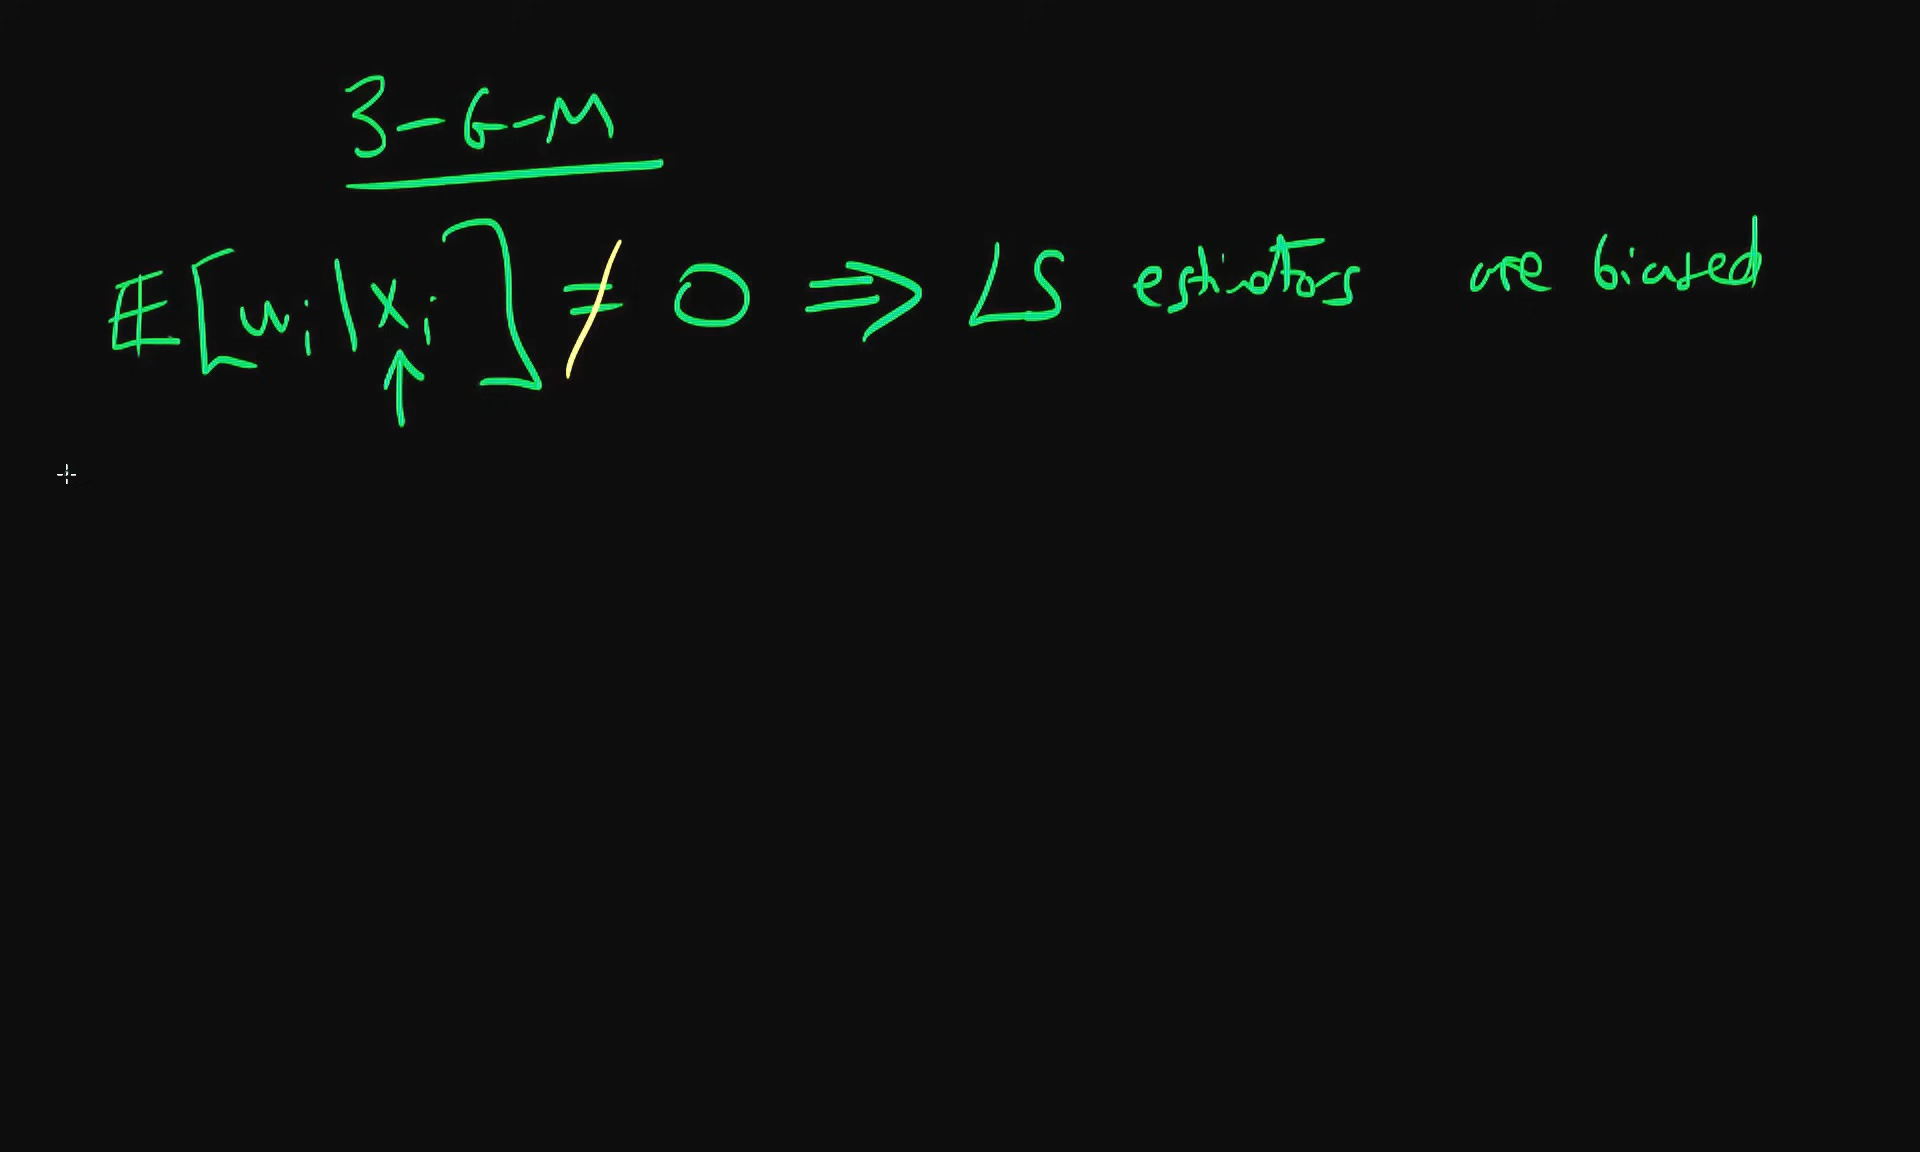 3-G-M
E[u_i | x_i] ≠ 0 ⇒ LS estimators are biased